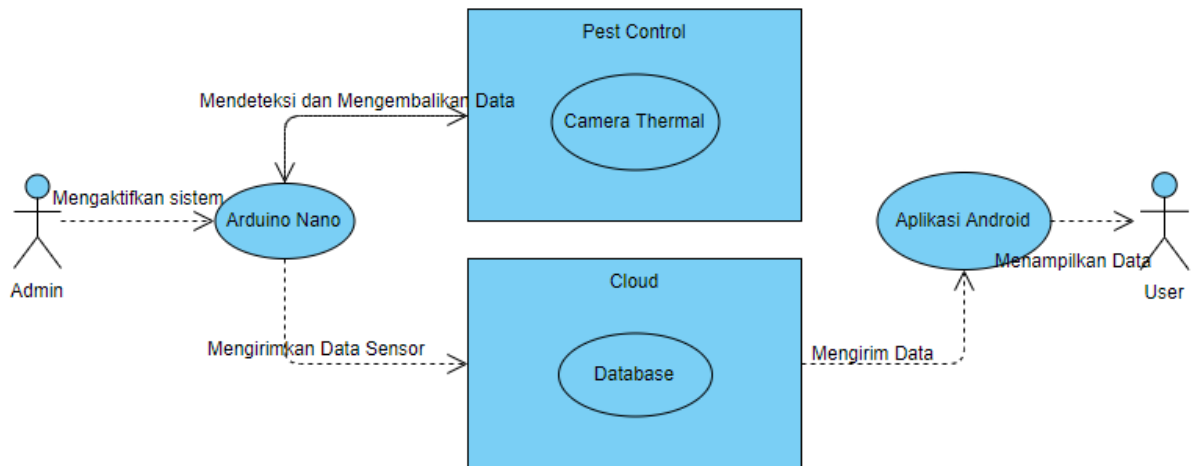 Pest Control
Mendeteksi dan Mengembalikan Data
Camera Thermal
Mengaktifkan sistem
Arduino Nano
Aplikasi Android
Menampilkan Data
Admin
User
Cloud
Mengirimkan Data Sensor
Mengirim Data
Database